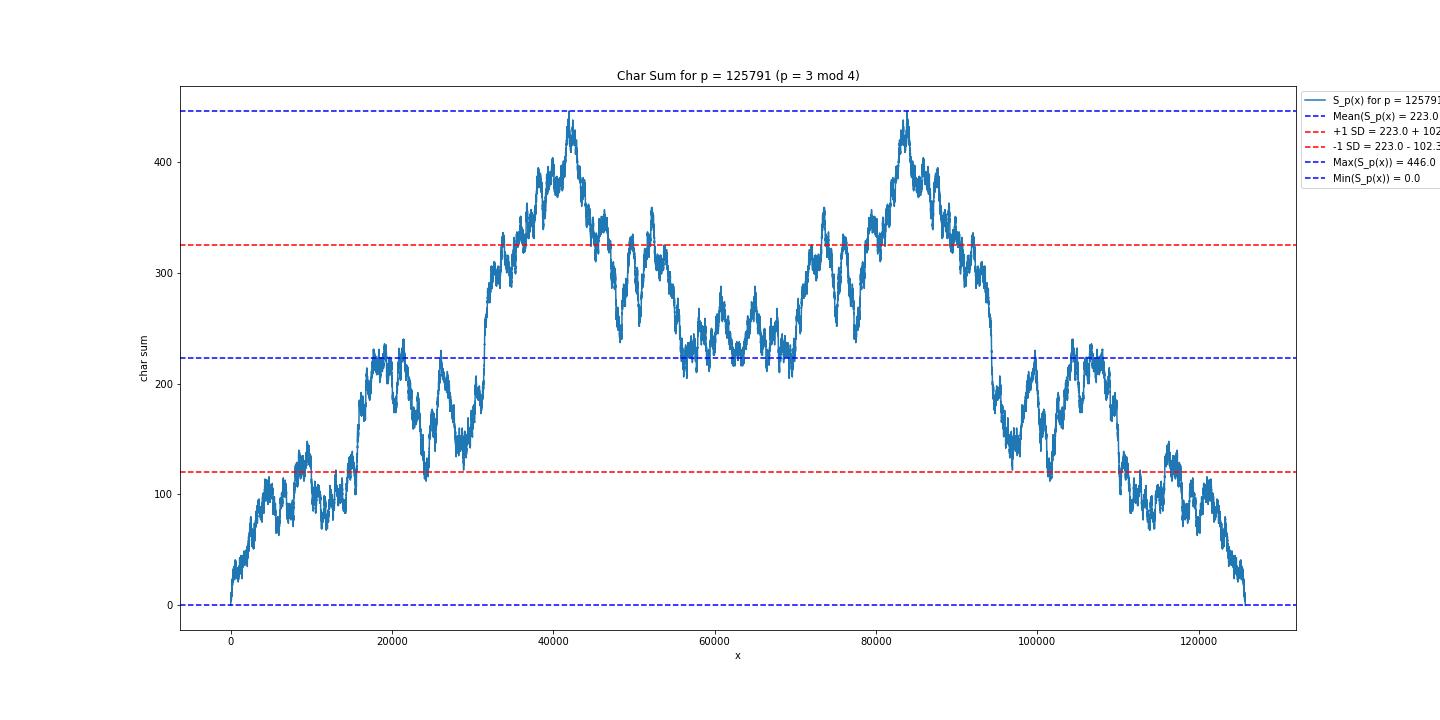 Char Sum for p = 125791 (p = 3 mod 4)
S_p(x) for p = 125791
Mean(S_p(x) = 223.0
+1 SD = 223.0 + 102
-1 SD = 223.0 - 102.3
Max(S_p(x)) = 446.0
Min(S_p(x)) = 0.0
char sum
400
300
200
100
0
0 20000 40000 60000 80000 100000 120000
x